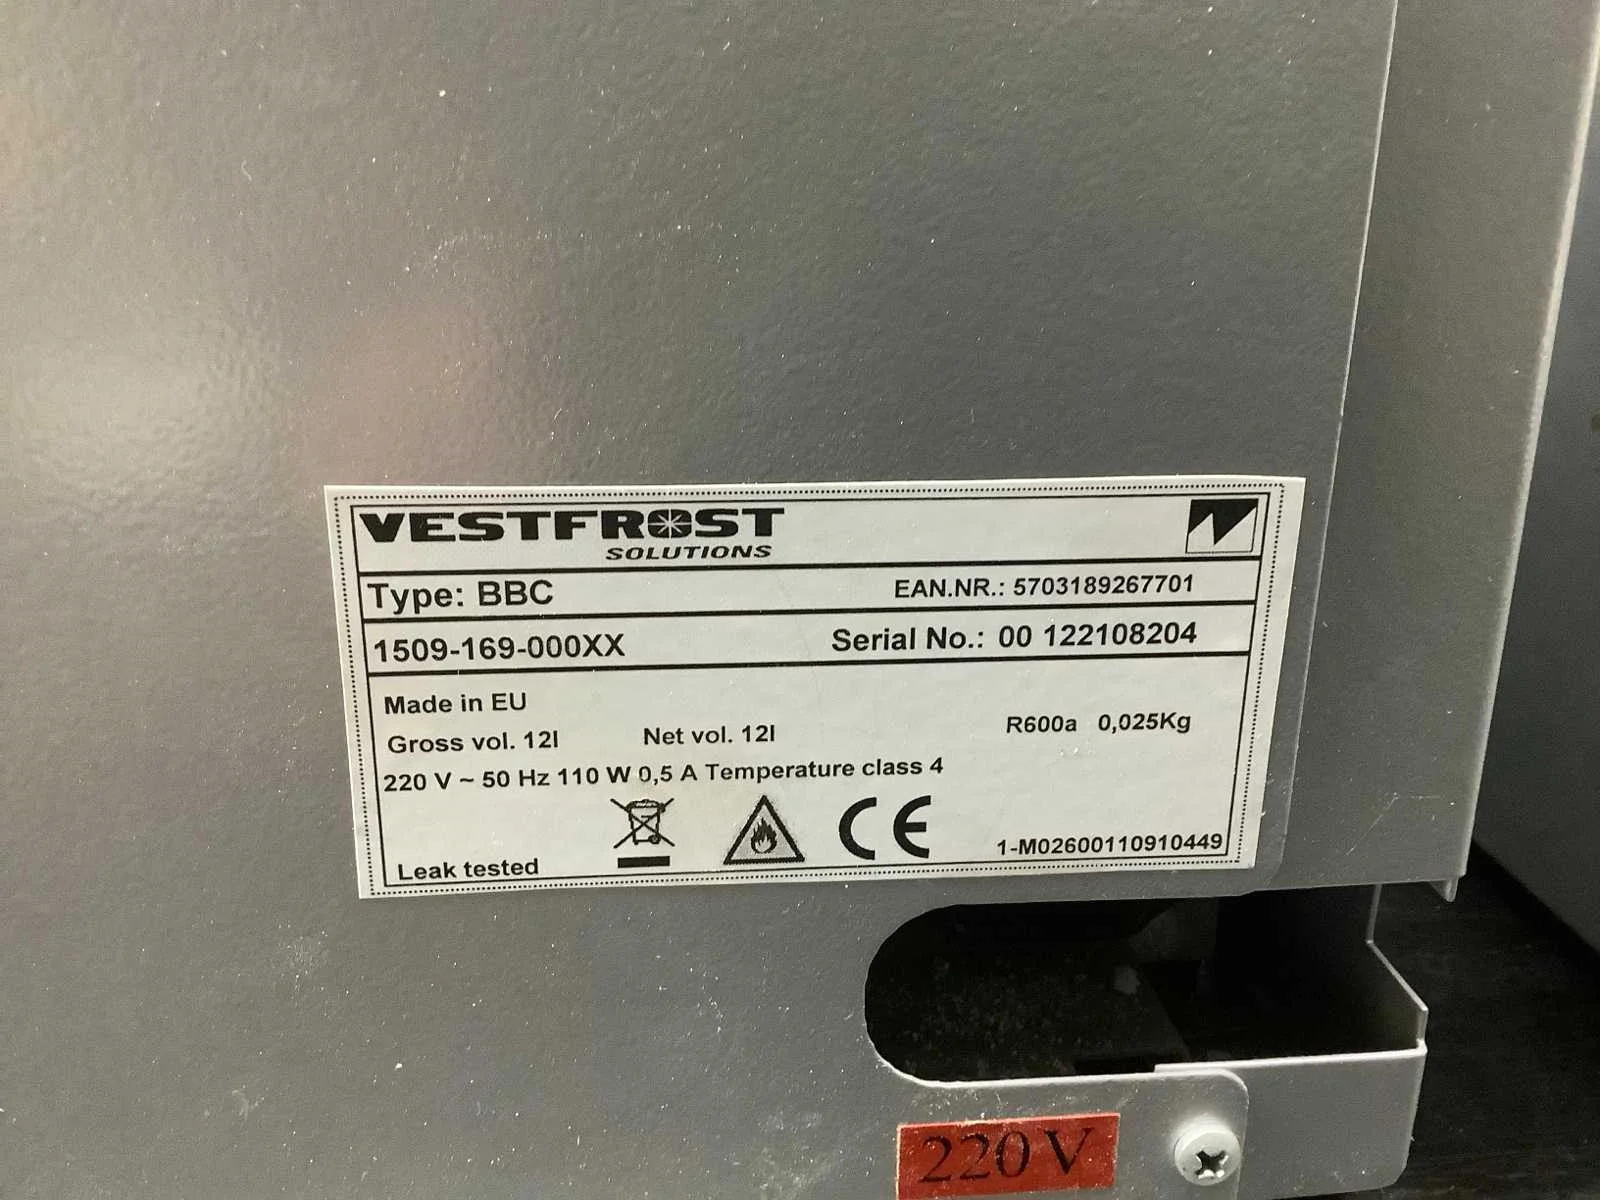 VESTFROST
SOLUTIONS
Type: BBC EAN.NR.: 5703189267701
1509-169-000XX Serial No.: 00 122108204
Made in EU
Gross vol. 12l Net vol. 12l R600a 0,025Kg
220 V ~ 50 Hz 110 W 0,5 A Temperature class 4
CE
Leak tested 1-M02600110910449
220V